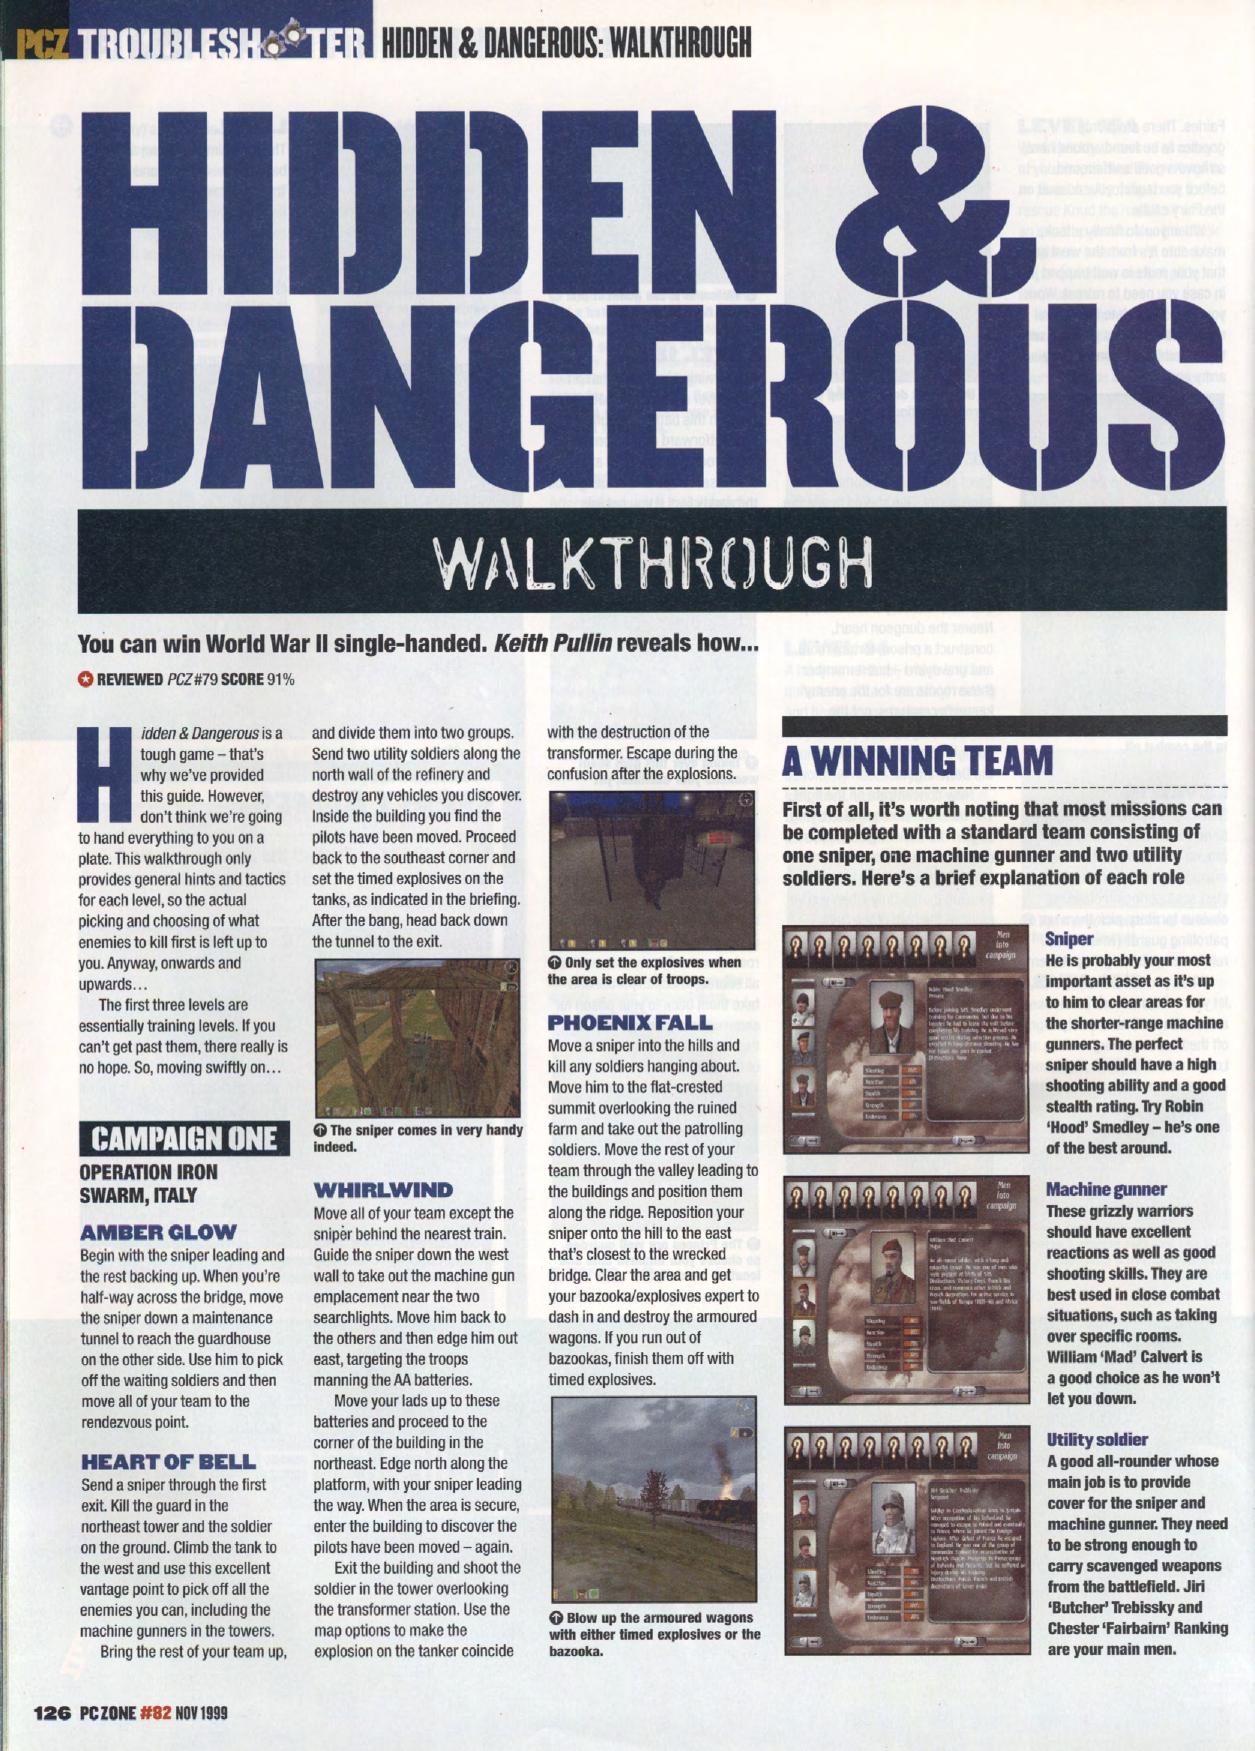 PCZ TROUBLESHOOTER HIDDEN & DANGEROUS: WALKTHROUGH
HIDDEN &
DANGEROUS
WALKTHROUGH
You can win World War II single-handed. Keith Pullin reveals how...
REVIEWED PCZ #79 SCORE 91%
Hidden & Dangerous is a
tough game – that's
why we've provided
this guide. However,
don't think we're going
to hand everything to you on a
plate. This walkthrough only
provides general hints and tactics
for each level, so the actual
picking and choosing of what
enemies to kill first is left up to
you. Anyway, onwards and
upwards...
The first three levels are
essentially training levels. If you
can't get past them, there really is
no hope. So, moving swiftly on...
CAMPAIGN ONE
OPERATION IRON
SWARM, ITALY
AMBER GLOW
Begin with the sniper leading and
the rest backing up. When you're
half-way across the bridge, move
the sniper down a maintenance
tunnel to reach the guardhouse
on the other side. Use him to pick
off the waiting soldiers and then
move all of your team to the
rendezvous point.
HEART OF BELL
Send a sniper through the first
exit. Kill the guard in the
northeast tower and the soldier
on the ground. Climb the tank to
the west and use this excellent
vantage point to pick off all the
enemies you can, including the
machine gunners in the towers.
Bring the rest of your team up,
and divide them into two groups.
Send two utility soldiers along the
north wall of the refinery and
destroy any vehicles you discover.
Inside the building you find the
pilots have been moved. Proceed
back to the southeast corner and
set the timed explosives on the
tanks, as indicated in the briefing.
After the bang, head back down
the tunnel to the exit.
The sniper comes in very handy
indeed.
WHIRLWIND
Move all of your team except the
sniper behind the nearest train.
Guide the sniper down the west
wall to take out the machine gun
emplacement near the two
searchlights. Move him back to
the others and then edge him out
east, targeting the troops
manning the AA batteries.
Move your lads up to these
batteries and proceed to the
corner of the building in the
northeast. Edge north along the
platform, with your sniper leading
the way. When the area is secure,
enter the building to discover the
pilots have been moved – again.
Exit the building and shoot the
soldier in the tower overlooking
the transformer station. Use the
map options to make the
explosion on the tanker coincide
with the destruction of the
transformer. Escape during the
confusion after the explosions.
Only set the explosives when
the area is clear of troops.
PHOENIX FALL
Move a sniper into the hills and
kill any soldiers hanging about.
Move him to the flat-crested
summit overlooking the ruined
farm and take out the patrolling
soldiers. Move the rest of your
team through the valley leading to
the buildings and position them
along the ridge. Reposition your
sniper onto the hill to the east
that's closest to the wrecked
bridge. Clear the area and get
your bazooka/explosives expert to
dash in and destroy the armoured
wagons. If you run out of
bazookas, finish them off with
timed explosives.
Blow up the armoured wagons
with either timed explosives or the
bazooka.
A WINNING TEAM
First of all, it's worth noting that most missions can
be completed with a standard team consisting of
one sniper, one machine gunner and two utility
soldiers. Here's a brief explanation of each role
Men
into
campaign
Sniper
He is probably your most
important asset as it's up
to him to clear areas for
the shorter-range machine
gunners. The perfect
sniper should have a high
shooting ability and a good
stealth rating. Try Robin
'Hood' Smedley – he's one
of the best around.
Men
into
campaign
Machine gunner
These grizzly warriors
should have excellent
reactions as well as good
shooting skills. They are
best used in close combat
situations, such as taking
over specific rooms.
William 'Mad' Calvert is
a good choice as he won't
let you down.
Men
into
campaign
Utility soldier
A good all-rounder whose
main job is to provide
cover for the sniper and
machine gunner. They need
to be strong enough to
carry scavenged weapons
from the battlefield. Jiri
'Butcher' Trebissky and
Chester 'Fairbairn' Ranking
are your main men.
126 PC ZONE #82 NOV 1999